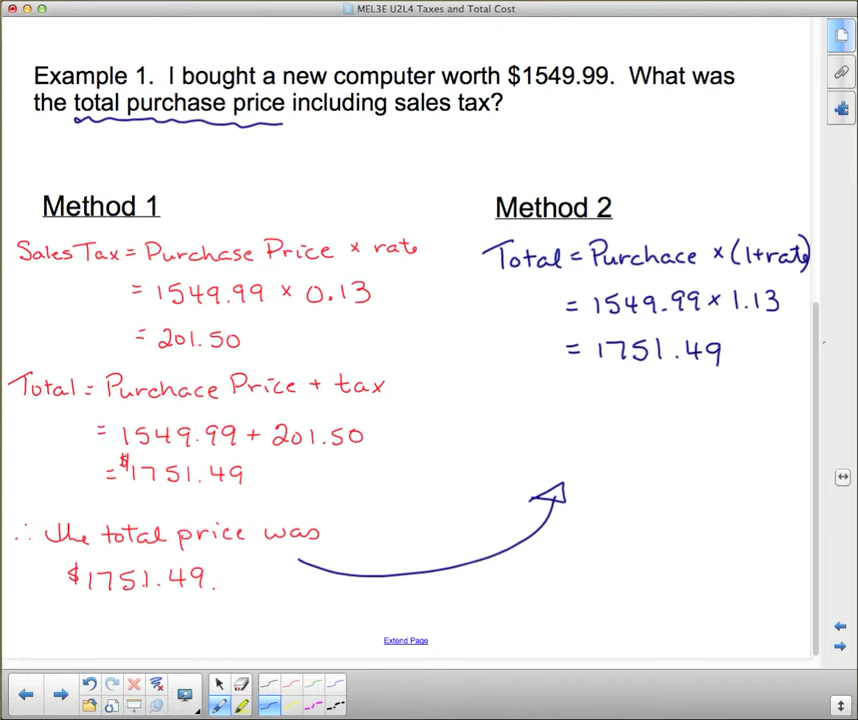 MEL3E U2L4 Taxes and Total Cost
Example 1. I bought a new computer worth $1549.99. What was
the total purchase price including sales tax?
Method 1
Sales Tax = Purchase Price × rate
= 1549.99 × 0.13
= 201.50
Total = Purchace Price + tax
= 1549.99 + 201.50
= $1751.49
∴ the total price was
$1751.49.
Method 2
Total = Purchace × (1+rate)
= 1549.99 × 1.13
= 1751.49
Extend Page